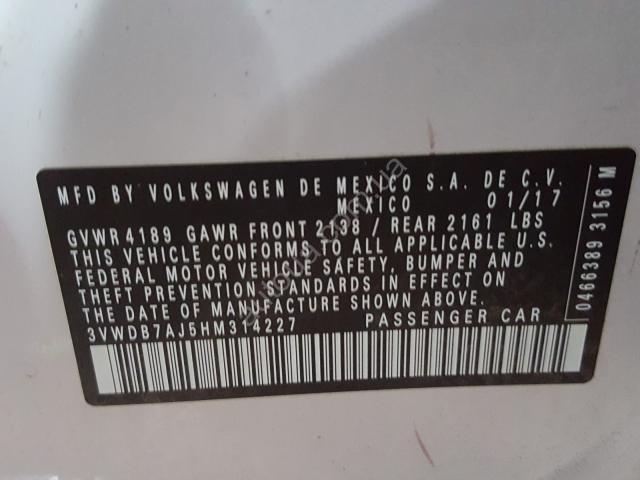 MFD BY VOLKSWAGEN DE MEXICO S.A. DE C.V.
MEXICO 01/17
GVWR 4189 GAWR FRONT 2138 / REAR 2161 LBS
THIS VEHICLE CONFORMS TO ALL APPLICABLE U.S.
FEDERAL MOTOR VEHICLE SAFETY, BUMPER AND
THEFT PREVENTION STANDARDS IN EFFECT ON
THE DATE OF MANUFACTURE SHOWN ABOVE.
3VWDB7AJ5HM314227 PASSENGER CAR
0468389 3156 M